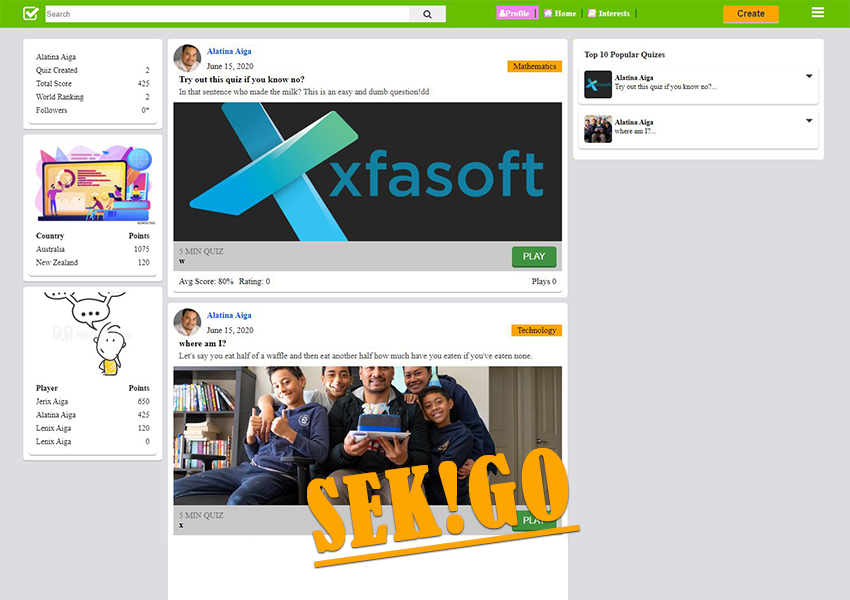 Search
Profile
Home
Interests
Create
Alatina Aiga
Quiz Created 2
Total Score 425
World Ranking 2
Followers 0*
Country Points
Australia 1075
New Zealand 120
Player Points
Jerix Aiga 650
Alatina Aiga 425
Lenix Aiga 120
Lenix Aiga 0
Alatina Aiga
June 15, 2020
Mathematics
Try out this quiz if you know no?
In that sentence who made the milk? This is an easy and dumb question!dd
xfasoft
5 MIN QUIZ
w
PLAY
Avg Score: 80% Rating: 0 Plays 0
Alatina Aiga
June 15, 2020
Technology
where am I?
Let's say you eat half of a waffle and then eat another half how much have you eaten if you've eaten none.
5 MIN QUIZ
x
PLAY
SEK!GO
Top 10 Popular Quizes
Alatina Aiga
Try out this quiz if you know no?...
Alatina Aiga
where am I?...